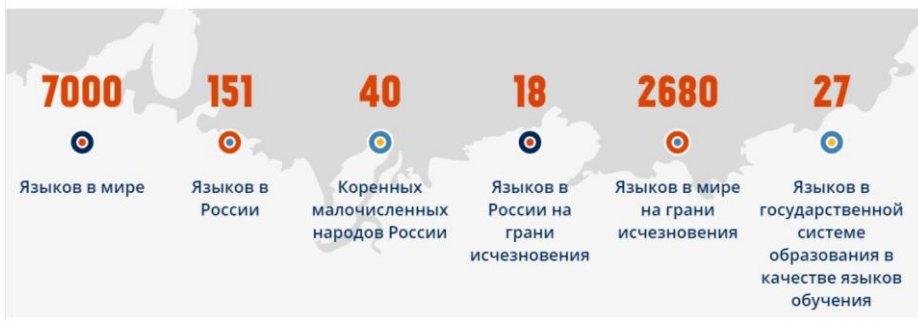 7000
Языков в мире
151
Языков в
России
40
Коренных
малочисленных
народов России
18
Языков в
России на
грани
исчезновения
2680
Языков в мире
на грани
исчезновения
27
Языков в
государственной
системе
образования в
качестве языков
обучения